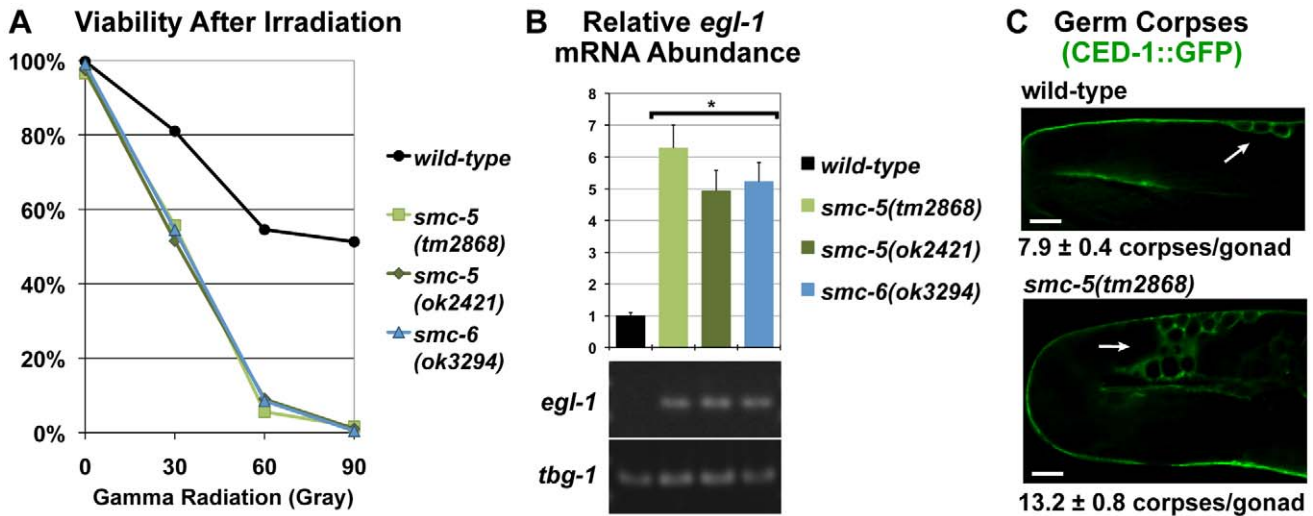 A Viability After Irradiation
100%
80%
60%
40%
20%
0%
0 30 60 90
Gamma Radiation (Gray)
wild-type
smc-5
(tm2868)
smc-5
(ok2421)
smc-6
(ok3294)
B Relative egl-1
mRNA Abundance
8
7
6
5
4
3
2
1
0
*
wild-type
smc-5(tm2868)
smc-5(ok2421)
smc-6(ok3294)
egl-1
tbg-1
C Germ Corpses
(CED-1::GFP)
wild-type
7.9 ± 0.4 corpses/gonad
smc-5(tm2868)
13.2 ± 0.8 corpses/gonad